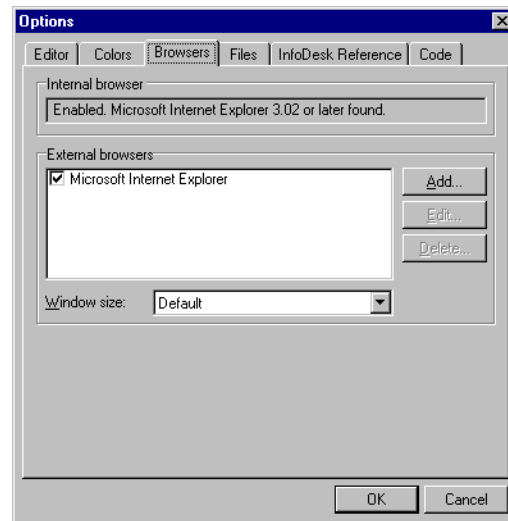 Options
Editor Colors Browsers Files InfoDesk Reference Code
Internal browser
Enabled. Microsoft Internet Explorer 3.02 or later found.
External browsers
Microsoft Internet Explorer
Add...
Edit...
Delete...
Window size: Default
OK Cancel